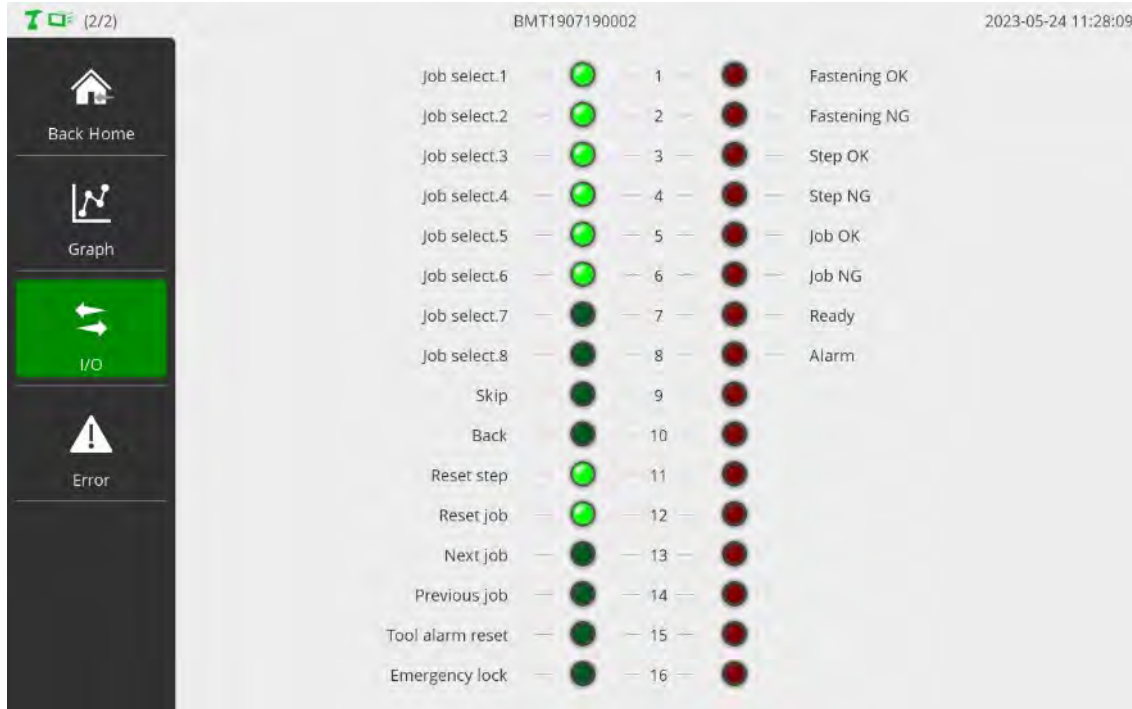 (2/2) BMT1907190002 2023-05-24 11:28:09
Back Home
Graph
I/O
Error
Job select.1 1 Fastening OK
Job select.2 2 Fastening NG
Job select.3 3 Step OK
Job select.4 4 Step NG
Job select.5 5 Job OK
Job select.6 6 Job NG
Job select.7 7 Ready
Job select.8 8 Alarm
Skip 9
Back 10
Reset step 11
Reset job 12
Next job 13
Previous job 14
Tool alarm reset 15
Emergency lock 16